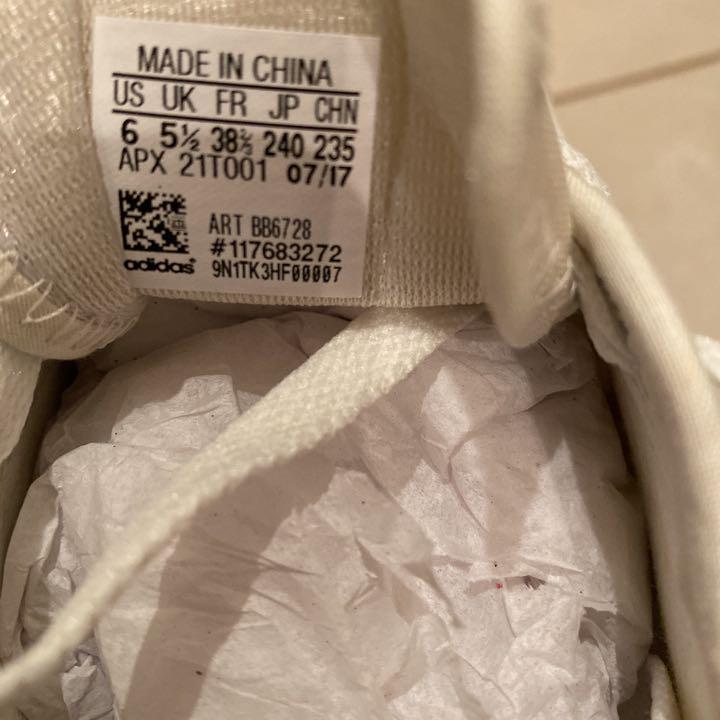 MADE IN CHINA
US UK FR JP CHN
6 5½ 38⅔ 240 235
APX 21T001 07/17
ART BB6728
#117683272
adidas® 9N1TK3HF00007